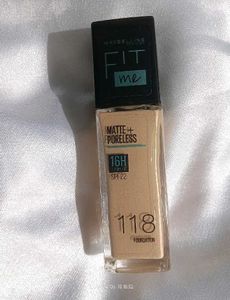 MAYBELLINE
FIT
me
MATTE+
PORELESS
16H
SPF 22
118
FOUNDATION